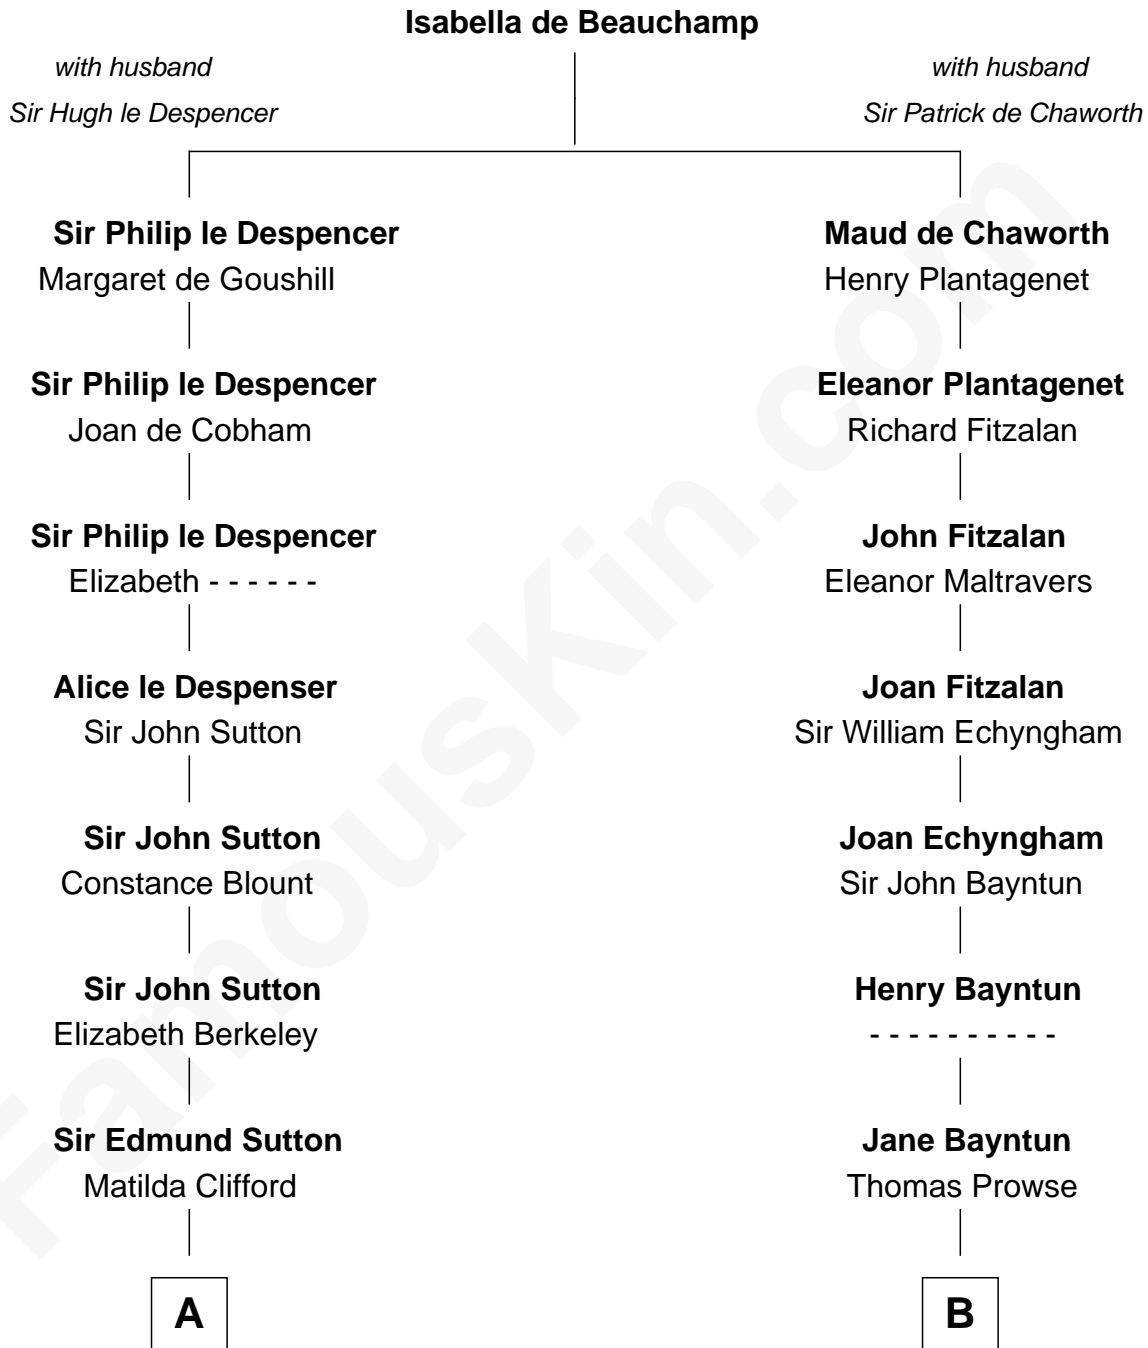 Isabella de Beauchamp
with husband
Sir Hugh le Despencer
with husband
Sir Patrick de Chaworth
Sir Philip le Despencer
Margaret de Goushill
Maud de Chaworth
Henry Plantagenet
Sir Philip le Despencer
Joan de Cobham
Eleanor Plantagenet
Richard Fitzalan
Sir Philip le Despencer
Elizabeth - - - - - -
John Fitzalan
Eleanor Maltravers
Alice le Despenser
Sir John Sutton
Joan Fitzalan
Sir William Echyngham
Sir John Sutton
Constance Blount
Joan Echyngham
Sir John Bayntun
Sir John Sutton
Elizabeth Berkeley
Henry Bayntun
- - - - - - - - - -
Sir Edmund Sutton
Matilda Clifford
Jane Bayntun
Thomas Prowse
A
B
FamousKin.com